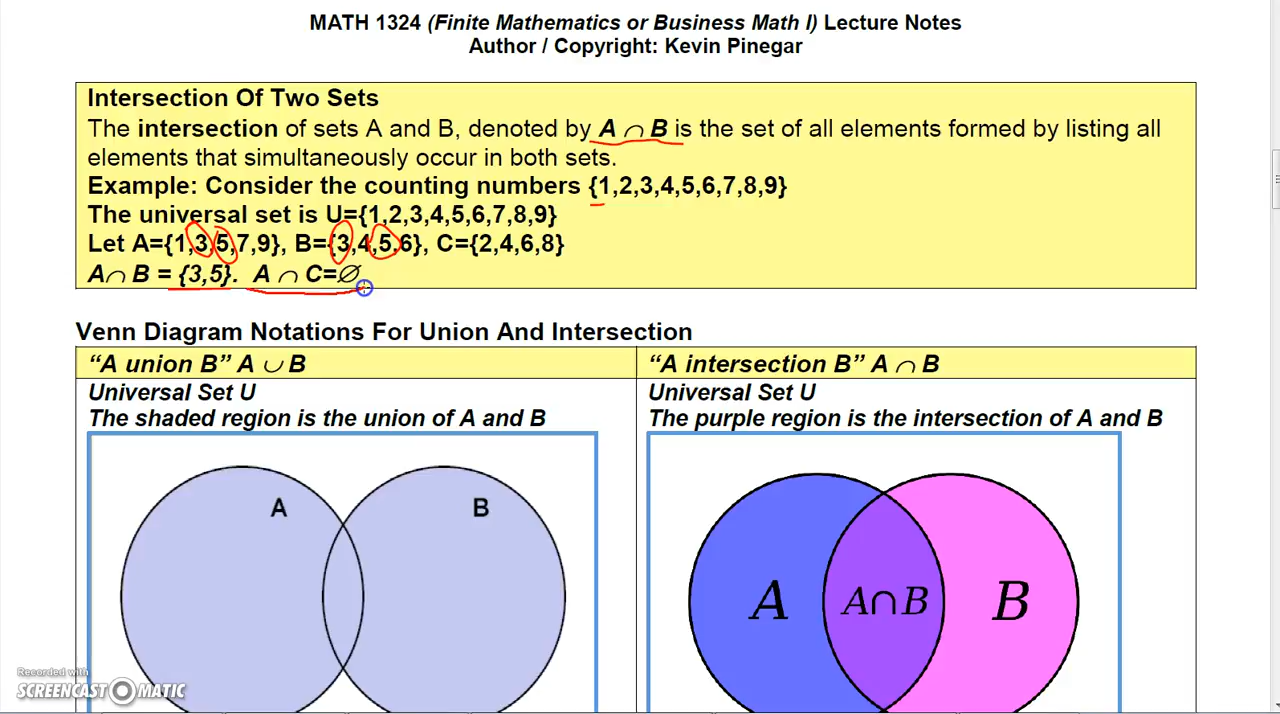 MATH 1324 (Finite Mathematics or Business Math I) Lecture Notes
Author / Copyright: Kevin Pinegar
Intersection Of Two Sets
The intersection of sets A and B, denoted by A ∩ B is the set of all elements formed by listing all
elements that simultaneously occur in both sets.
Example: Consider the counting numbers {1,2,3,4,5,6,7,8,9}
The universal set is U={1,2,3,4,5,6,7,8,9}
Let A={1,3,5,7,9}, B={3,4,5,6}, C={2,4,6,8}
A∩ B = {3,5}. A ∩ C=∅
Venn Diagram Notations For Union And Intersection
“A union B” A ∪ B
Universal Set U
The shaded region is the union of A and B
A
B
“A intersection B” A ∩ B
Universal Set U
The purple region is the intersection of A and B
A
A∩B
B
Recorded with
SCREENCAST MATIC